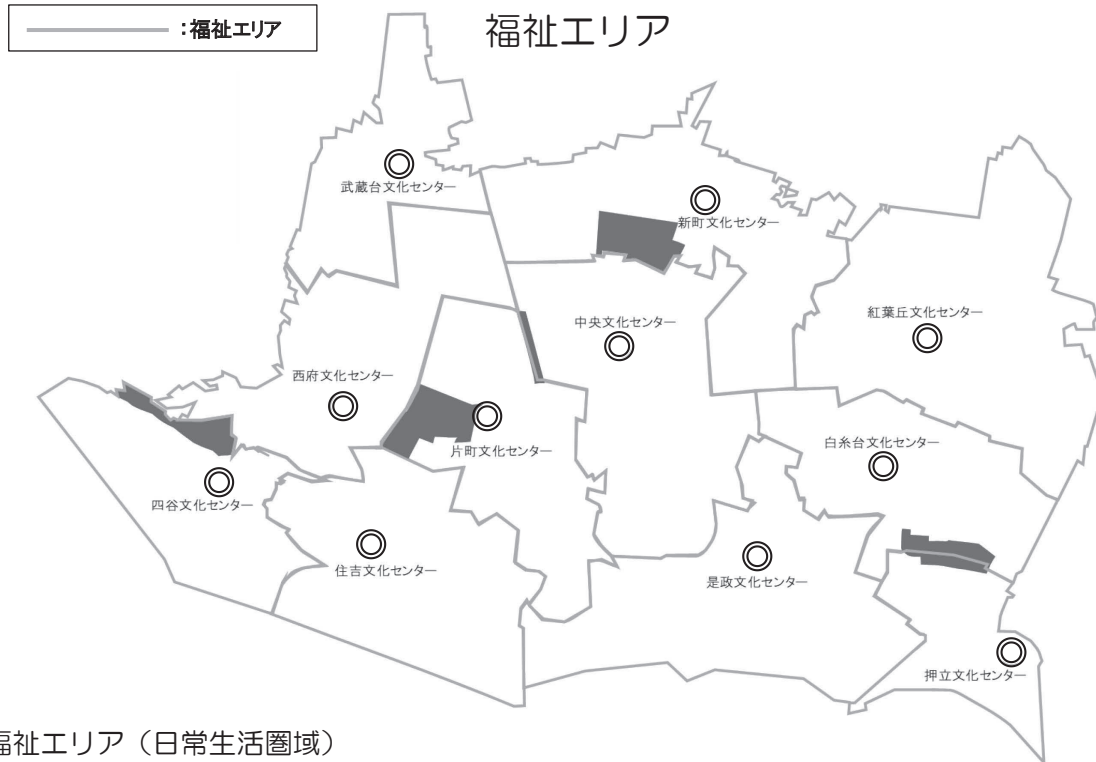 :福祉エリア
福祉エリア
武蔵台文化センター
新町文化センター
中央文化センター
紅葉丘文化センター
西府文化センター
片町文化センター
白糸台文化センター
四谷文化センター
住吉文化センター
是政文化センター
押立文化センター
福祉エリア（日常生活圏域）